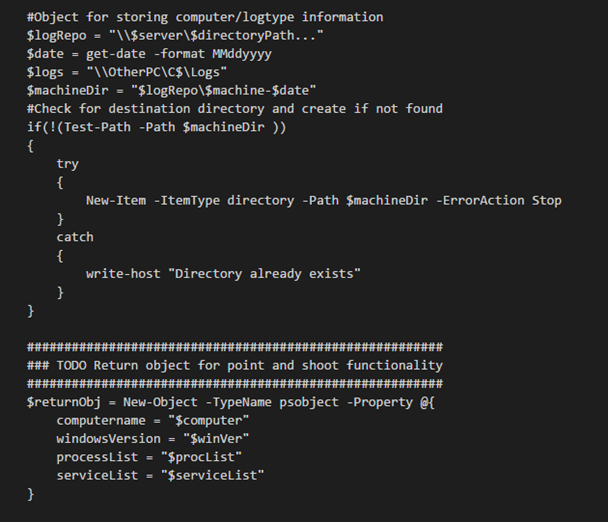 #Object for storing computer/logtype information
$logRepo = "\\$server\$directoryPath..."
$date = get-date -format MMddyyyy
$logs = "\\OtherPC\C$\Logs"
$machineDir = "$logRepo\$machine-$date"
#Check for destination directory and create if not found
if(!(Test-Path -Path $machineDir ))
{
    try
    {
        New-Item -ItemType directory -Path $machineDir -ErrorAction Stop
    }
    catch
    {
        write-host "Directory already exists"
    }
}

########################################################
### TODO Return object for point and shoot functionality
########################################################
$returnObj = New-Object -TypeName psobject -Property @{
    computername = "$computer"
    windowsVersion = "$winVer"
    processList = "$procList"
    serviceList = "$serviceList"
}